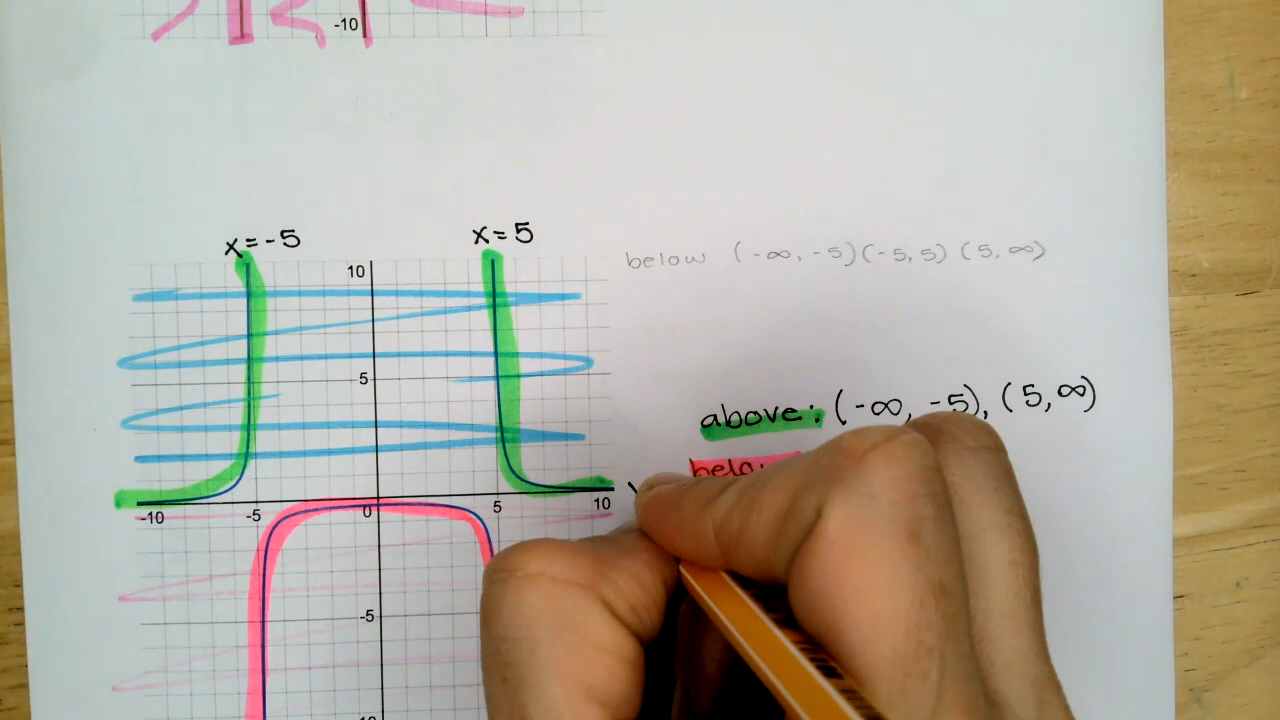 -10
x=-5
x=5
below (-∞, -5)(-5,5) (5,∞)
10
5
above: (-∞, -5), (5,∞)
-10
-5
0
5
10
-5